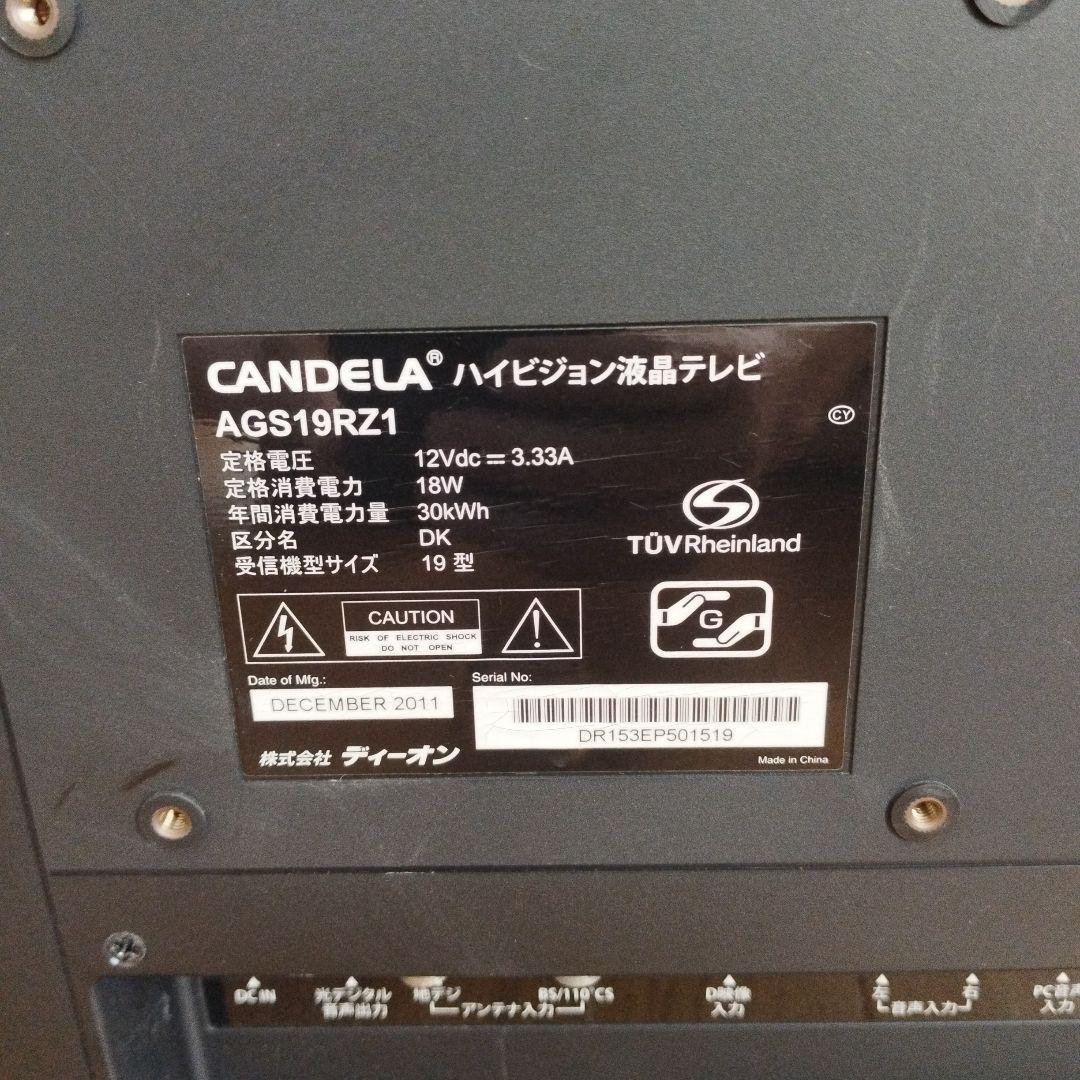 CANDELA® ハイビジョン液晶テレビ
AGS19RZ1
CY
定格電圧 12Vdc ⎓ 3.33A
定格消費電力 18W
年間消費電力量 30kWh
区分名 DK
受信機型サイズ 19 型
TÜVRheinland
CAUTION
RISK OF ELECTRIC SHOCK
DO NOT OPEN
G
Date of Mfg.: Serial No:
DECEMBER 2011
DR153EP501519
株式会社 ディーオン
Made in China
DC IN
光デジタル
音声出力
地デジ BS/110°CS
アンテナ入力
D映像
入力
左 右
音声入力
PC音声
入力